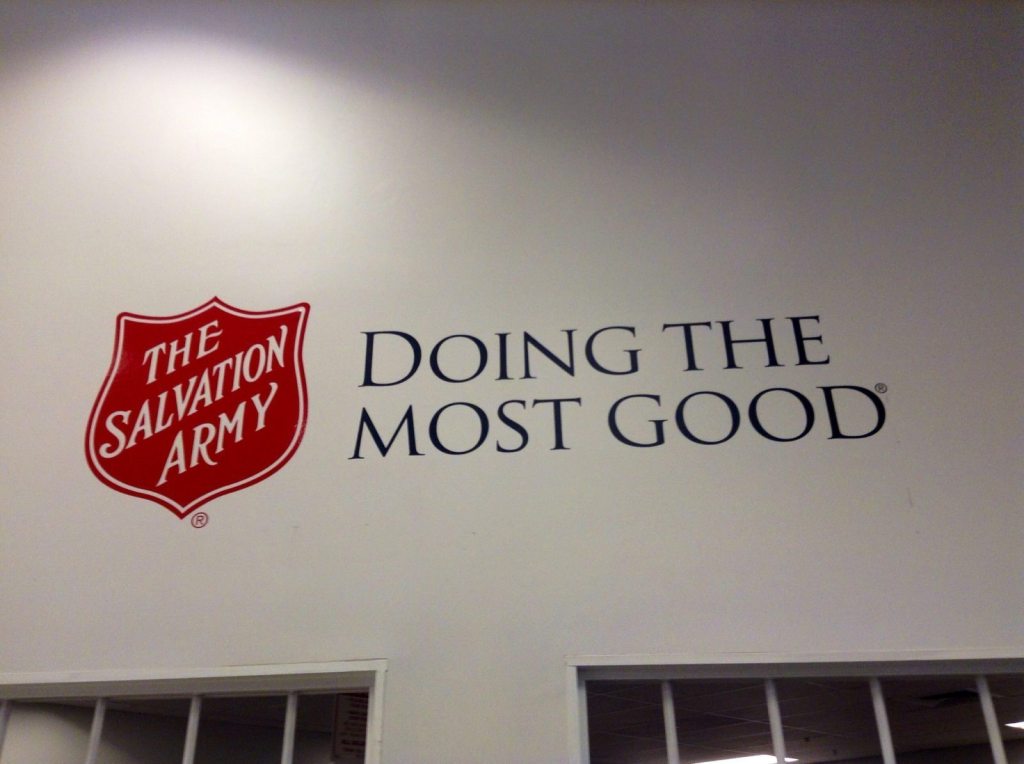 THE
SALVATION
ARMY
®
DOING THE
MOST GOOD®